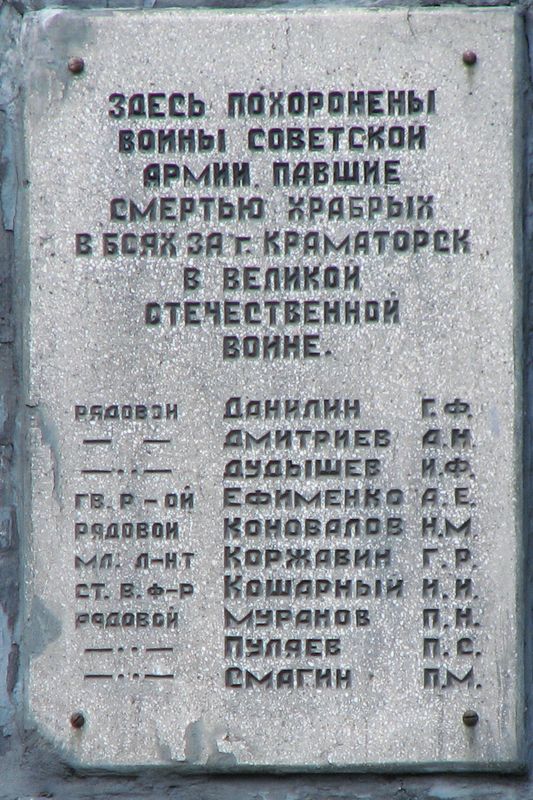 ЗДЕСЬ ПОХОРОНЕНЫ
ВОИНЫ СОВЕТСКОЙ
АРМИИ, ПАВШИЕ
СМЕРТЬЮ ХРАБРЫХ
В БОЯХ ЗА Г. КРАМАТОРСК
В ВЕЛИКОЙ
ОТЕЧЕСТВЕННОЙ
ВОИНЕ.
РЯДОВОЙ ДАНИЛИН Г.Ф.
— — ДМИТРИЕВ А.Н.
—··— ДУДЫШЕВ И.Ф.
ГВ. Р-ОЙ ЕФИМЕНКО А.Е.
РЯДОВОЙ КОНОВАЛОВ Н.М
МЛ. Л-НТ КОРЖАВИН Г.Р.
СТ. В.Ф-Р КОШАРНЫЙ И.И.
РЯДОВОЙ МУРАНОВ П.Н.
—··— ПУЛЯЕВ П.С.
—··— СМАГИН П.М.